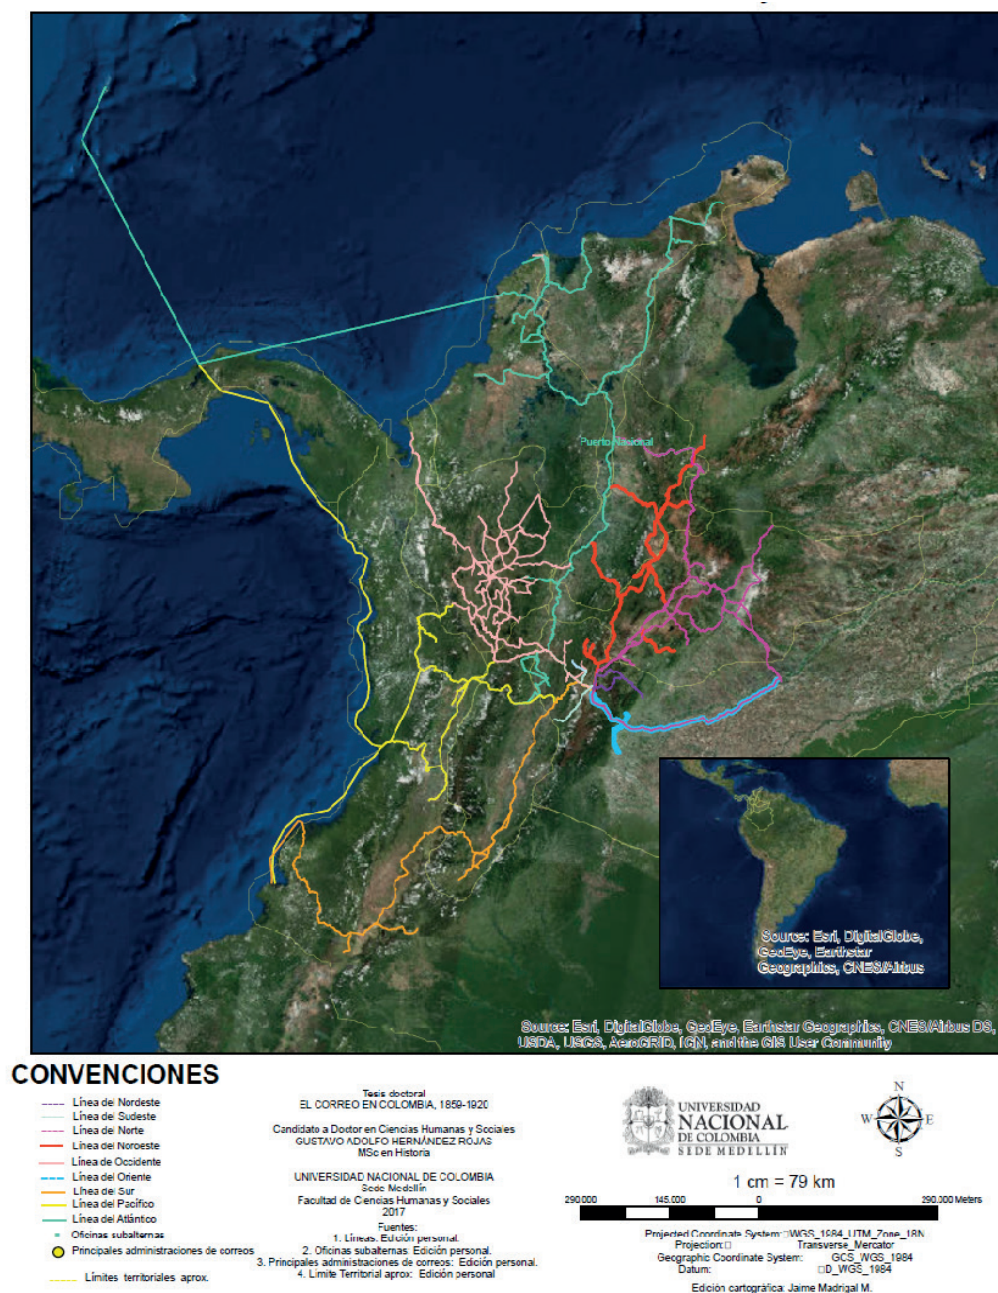 Puerto Nacional
Source: Esri, DigitalGlobe,
GeoEye, Earthstar
Geographics, CNES/Airbus
Source: Esri, DigitalGlobe, GeoEye, Earthstar Geographics, CNES/Airbus DS,
USDA, USGS, AeroGRID, IGN, and the GIS User Community
CONVENCIONES
Línea del Nordeste
Línea del Sudeste
Línea del Norte
Línea del Noroeste
Línea de Occidente
Línea del Oriente
Línea del Sur
Línea del Pacífico
Línea del Atlántico
Oficinas subalternas
Principales administraciones de correos
Límites territoriales aprox.
Tesis doctoral
EL CORREO EN COLOMBIA, 1859-1920
Candidato a Doctor en Ciencias Humanas y Sociales
GUSTAVO ADOLFO HERNÁNDEZ ROJAS
MSc en Historia
UNIVERSIDAD NACIONAL DE COLOMBIA
Sede Medellín
Facultad de Ciencias Humanas y Sociales
2017
Fuentes:
1. Líneas: Edición personal.
2. Oficinas subalternas: Edición personal.
3. Principales administraciones de correos: Edición personal.
4. Limite Territorial aprox: Edición personal
UNIVERSIDAD
NACIONAL
DE COLOMBIA
SEDE MEDELLÍN
N
W E
S
1 cm = 79 km
290.000 145.000 0 290.000 Meters
Projected Coordinate System: □WGS_1984_UTM_Zone_18N
Projection:□ Transverse_Mercator
Geographic Coordinate System: GCS_WGS_1984
Datum: □D_WGS_1984
Edición cartográfica: Jaime Madrigal M.